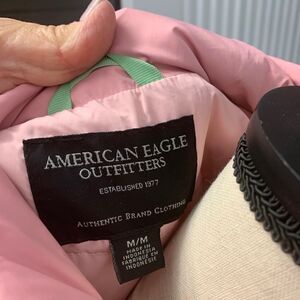 AMERICAN EAGLE
OUTFITTERS
ESTABLISHED 1977
AUTHENTIC BRAND CLOTHING
M/M
MADE IN
INDONESIA
FABRIQUÉ EN
INDONÉSIE